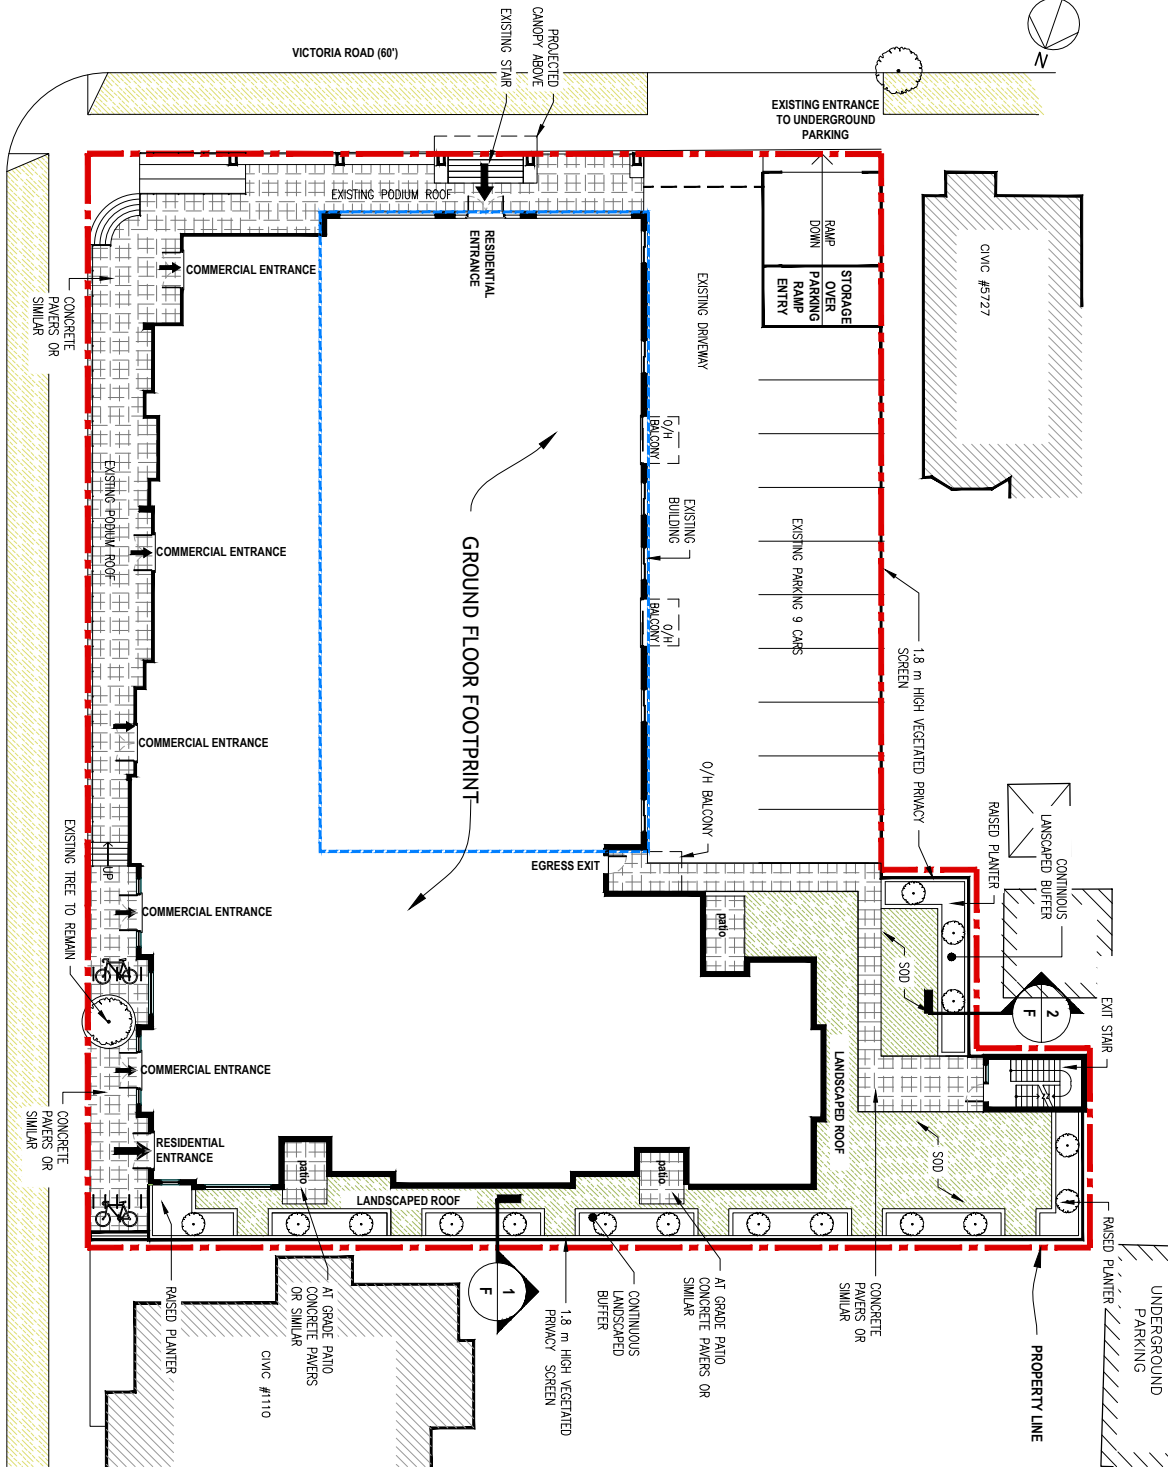 VICTORIA ROAD (60')
PROJECTED
CANOPY ABOVE
EXISTING STAIR
N
EXISTING ENTRANCE
TO UNDERGROUND
PARKING
EXISTING PODIUM ROOF
RESIDENTIAL
ENTRANCE
RAMP
DOWN
STORAGE
OVER
PARKING
RAMP
ENTRY
CIVIC #5727
COMMERCIAL ENTRANCE
CONCRETE
PAVERS OR
SIMILAR
EXISTING DRIVEWAY
O/H
BALCONY
EXISTING PODIUM ROOF
EXISTING
BUILDING
EXISTING PARKING 9 CARS
COMMERCIAL ENTRANCE
GROUND FLOOR FOOTPRINT
O/H
BALCONY
1.8 m HIGH VEGETATED PRIVACY
SCREEN
COMMERCIAL ENTRANCE
O/H BALCONY
RAISED PLANTER
CONTINIOUS
LANSCAPED BUFFER
UP
EGRESS EXIT
EXISTING TREE TO REMAIN
COMMERCIAL ENTRANCE
patio
SOD
2
F
EXIT STAIR
COMMERCIAL ENTRANCE
LANDSCAPED ROOF
CONCRETE
PAVERS OR
SIMILAR
RESIDENTIAL
ENTRANCE
patio
patio
SOD
LANDSCAPED ROOF
RAISED PLANTER
AT GRADE PATIO
CONCRETE PAVERS
OR SIMILAR
1
F
1.8 m HIGH VEGETATED
PRIVACY SCREEN
CONTINUOUS
LANDSCAPED
BUFFER
AT GRADE PATIO
CONCRETE PAVERS OR
SIMILAR
CONCRETE
PAVERS OR
SIMILAR
PROPERTY LINE
RAISED PLANTER
UNDERGROUND
PARKING
CIVIC #1110